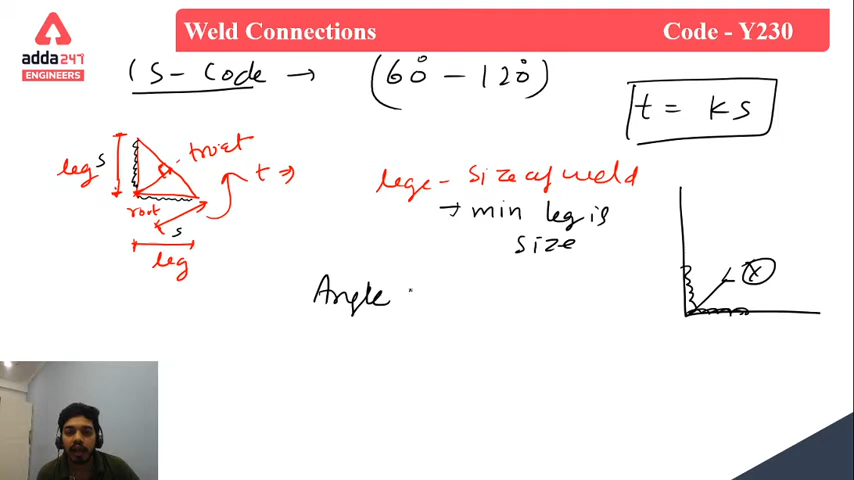 Weld Connections
Code - Y230
adda247
ENGINEERS
IS - Code → (60° - 120°)
t = ks
leg s
troiet
t ⇒
root
s
leg
legs - size of weld
→ min leg is
size
Angle
x